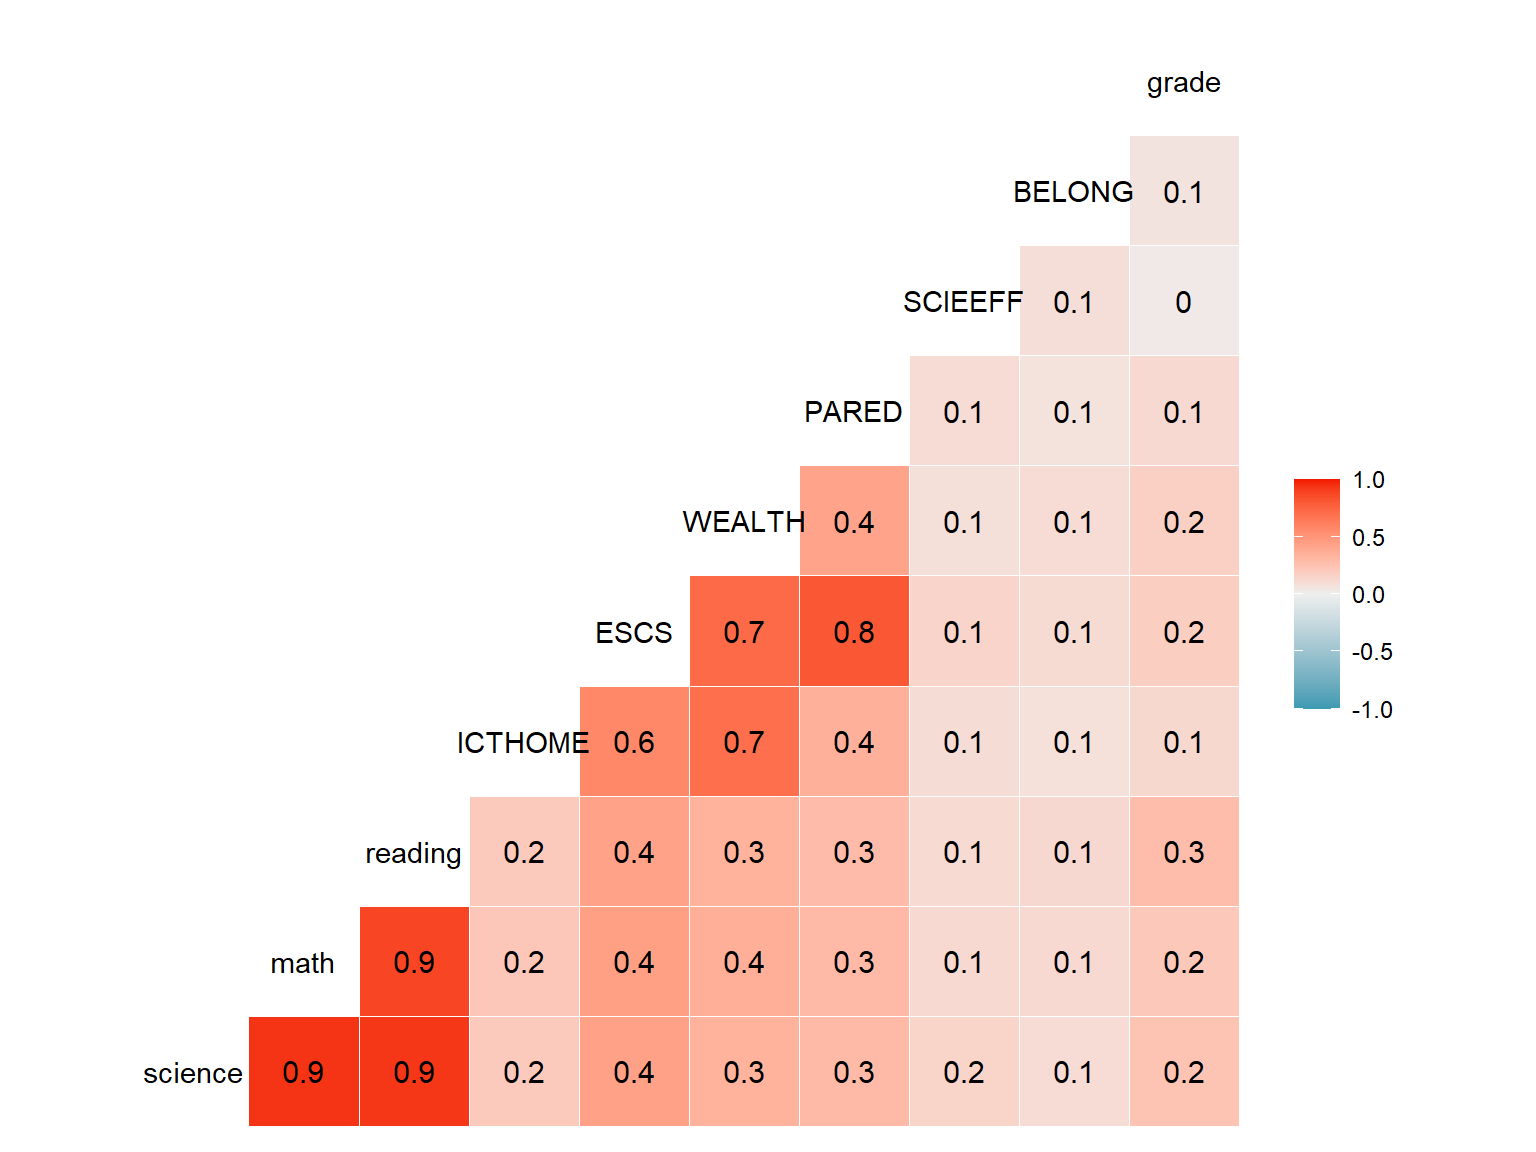 grade
BELONG 0.1
SCIEEFF 0.1 0
PARED 0.1 0.1 0.1
WEALTH 0.4 0.1 0.1 0.2
ESCS 0.7 0.8 0.1 0.1 0.2
ICTHOME 0.6 0.7 0.4 0.1 0.1 0.1
reading 0.2 0.4 0.3 0.3 0.1 0.1 0.3
math 0.9 0.2 0.4 0.4 0.3 0.1 0.1 0.2
science 0.9 0.9 0.2 0.4 0.3 0.3 0.2 0.1 0.2
1.0
0.5
0.0
-0.5
-1.0